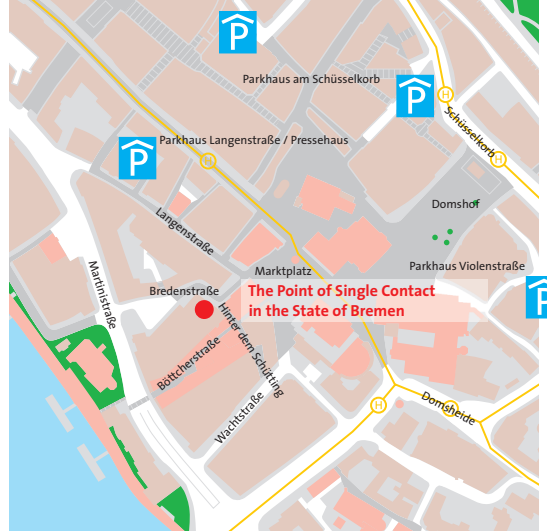 P
Parkhaus am Schüsselkorb
P
H
Schüsselkorb
Parkhaus Langenstraße / Pressehaus
P
H
H
Domshof
Langenstraße
Parkhaus Violenstraße
Marktplatz
Martinistraße
Bredenstraße
P
The Point of Single Contact
in the State of Bremen
Hinter dem Schütting
Böttcherstraße
Wachtstraße
H
H
Domsheide